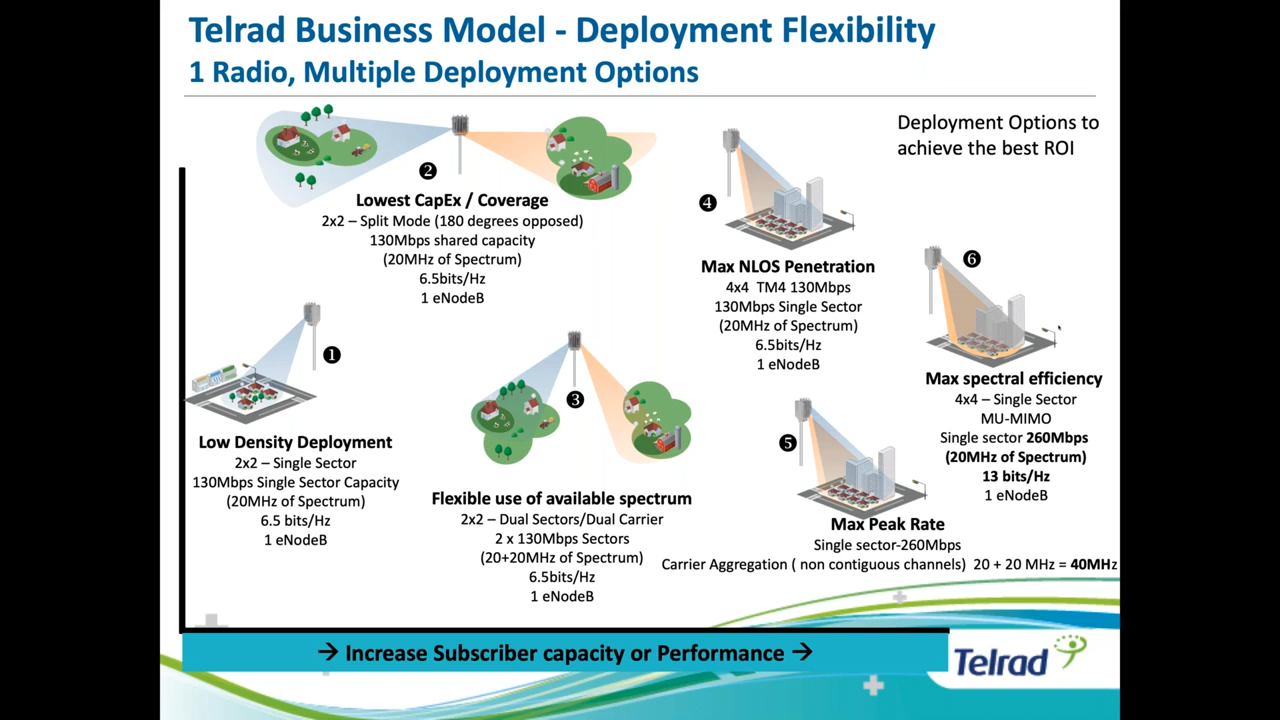 Telrad Business Model - Deployment Flexibility
1 Radio, Multiple Deployment Options
Deployment Options to
achieve the best ROI
❶
Low Density Deployment
2x2 – Single Sector
130Mbps Single Sector Capacity
(20MHz of Spectrum)
6.5 bits/Hz
1 eNodeB
❷
Lowest CapEx / Coverage
2x2 – Split Mode (180 degrees opposed)
130Mbps shared capacity
(20MHz of Spectrum)
6.5bits/Hz
1 eNodeB
❸
Flexible use of available spectrum
2x2 – Dual Sectors/Dual Carrier
2 x 130Mbps Sectors
(20+20MHz of Spectrum)
6.5bits/Hz
1 eNodeB
❹
Max NLOS Penetration
4x4 TM4 130Mbps
130Mbps Single Sector
(20MHz of Spectrum)
6.5bits/Hz
1 eNodeB
❺
Max Peak Rate
Single sector-260Mbps
Carrier Aggregation ( non contiguous channels) 20 + 20 MHz = 40MHz
❻
Max spectral efficiency
4x4 – Single Sector
MU-MIMO
Single sector 260Mbps
(20MHz of Spectrum)
13 bits/Hz
1 eNodeB
→ Increase Subscriber capacity or Performance →
Telrad